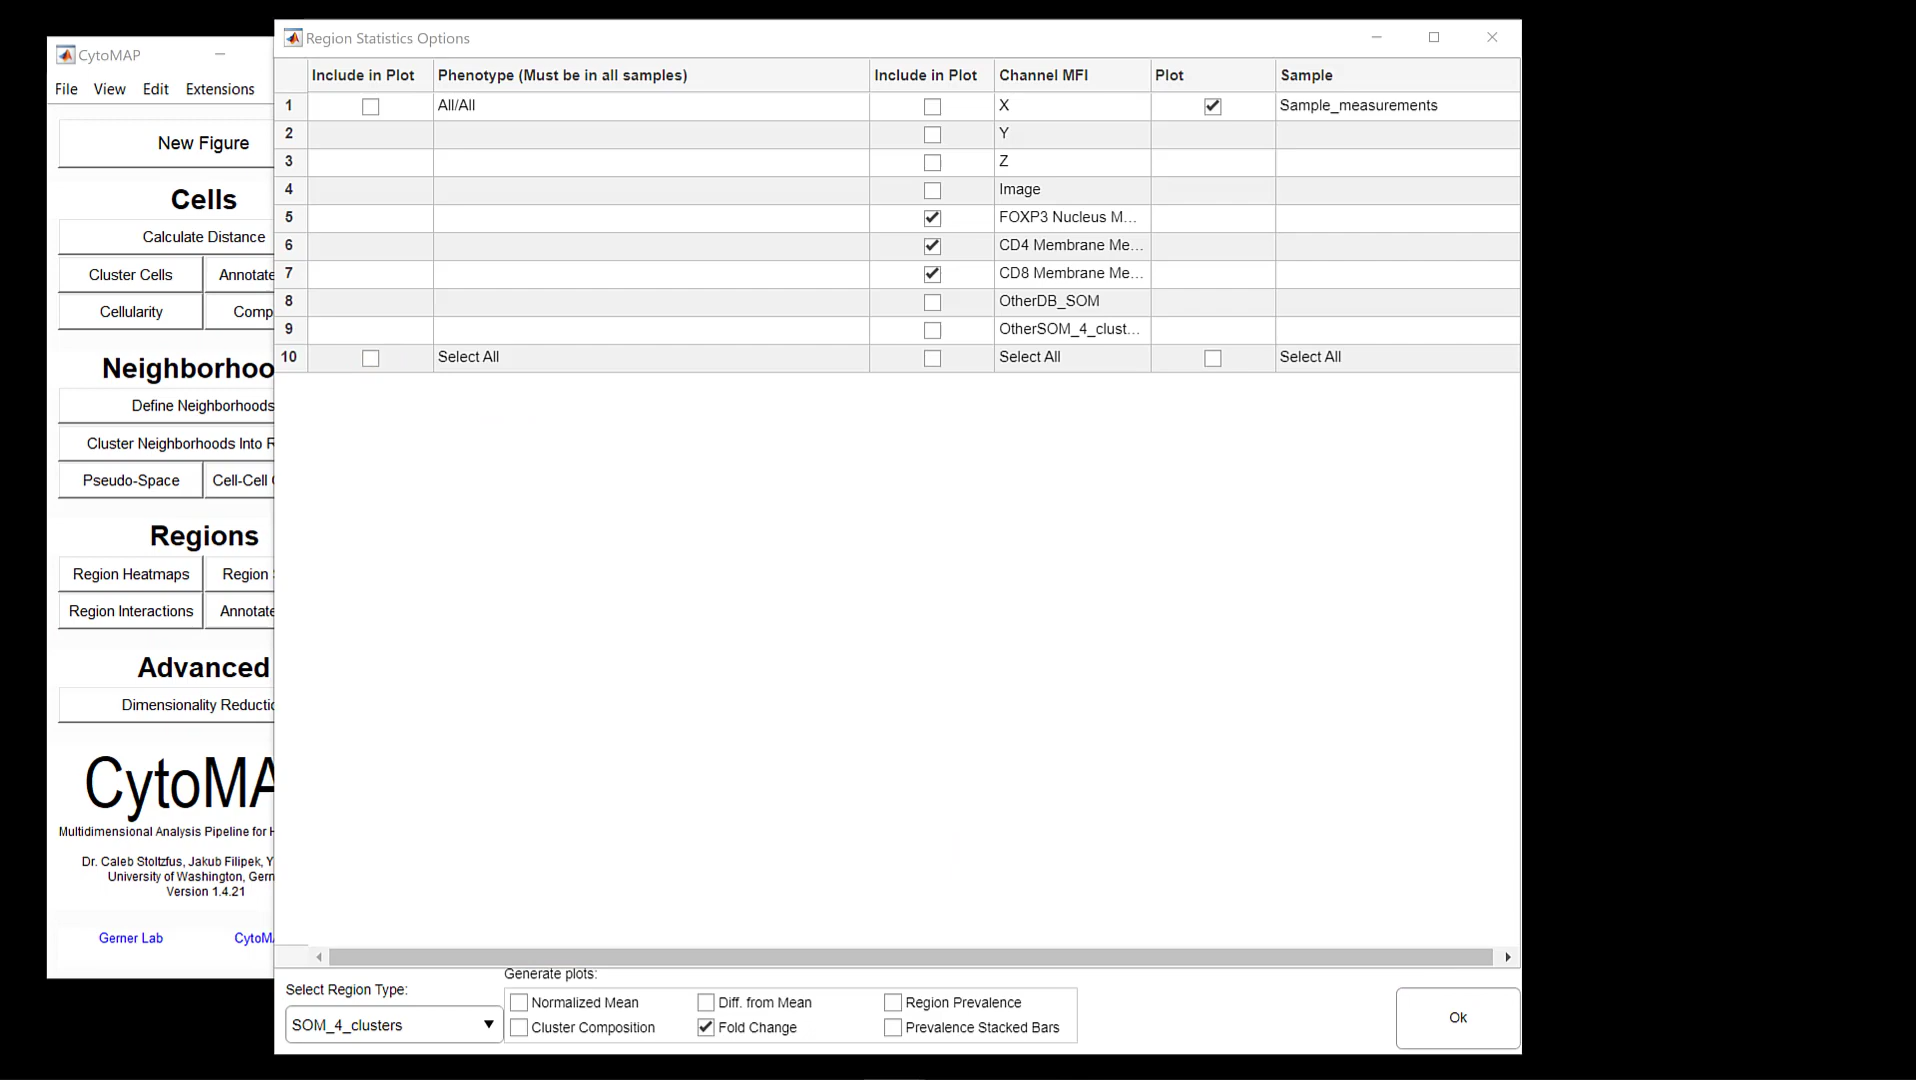 CytoMAP
File View Edit Extensions
New Figure
Cells
Calculate Distance
Cluster Cells Annotate
Cellularity Comp
Neighborhoo
Define Neighborhoods
Cluster Neighborhoods Into R
Pseudo-Space Cell-Cell
Regions
Region Heatmaps Region
Region Interactions Annotate
Advanced
Dimensionality Reductio
CytoMA
Multidimensional Analysis Pipeline for H
Dr. Caleb Stoltzfus, Jakub Filipek, Y
University of Washington, Gern
Version 1.4.21
Gerner Lab CytoMA
Region Statistics Options
Include in Plot Phenotype (Must be in all samples) Include in Plot Channel MFI Plot Sample
1 All/All X Sample_measurements
2 Y
3 Z
4 Image
5 FOXP3 Nucleus M...
6 CD4 Membrane Me...
7 CD8 Membrane Me...
8 OtherDB_SOM
9 OtherSOM_4_clust...
10 Select All Select All Select All
Select Region Type:
SOM_4_clusters
Generate plots:
Normalized Mean Diff. from Mean Region Prevalence
Cluster Composition Fold Change Prevalence Stacked Bars
Ok